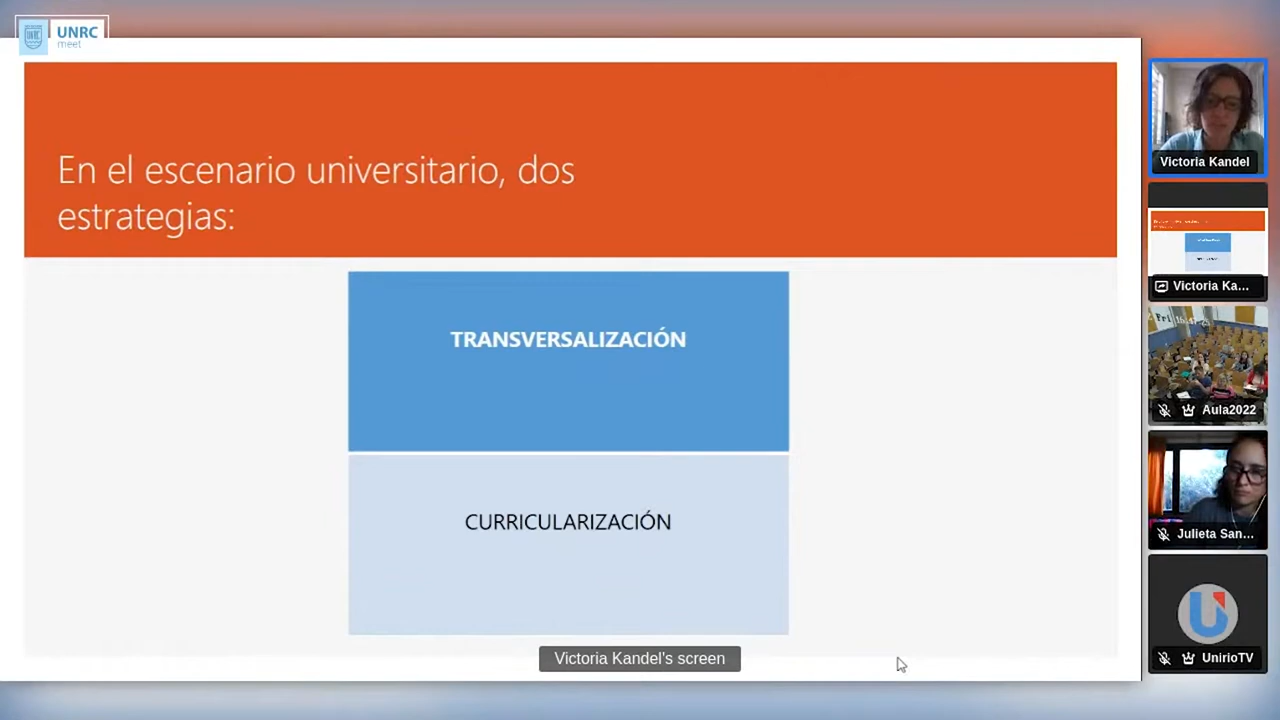 UNRC
meet
En el escenario universitario, dos
estrategias:
TRANSVERSALIZACIÓN
CURRICULARIZACIÓN
Victoria Kandel's screen
Victoria Kandel
Victoria Ka...
Aula2022
Julieta San...
UnirioTV